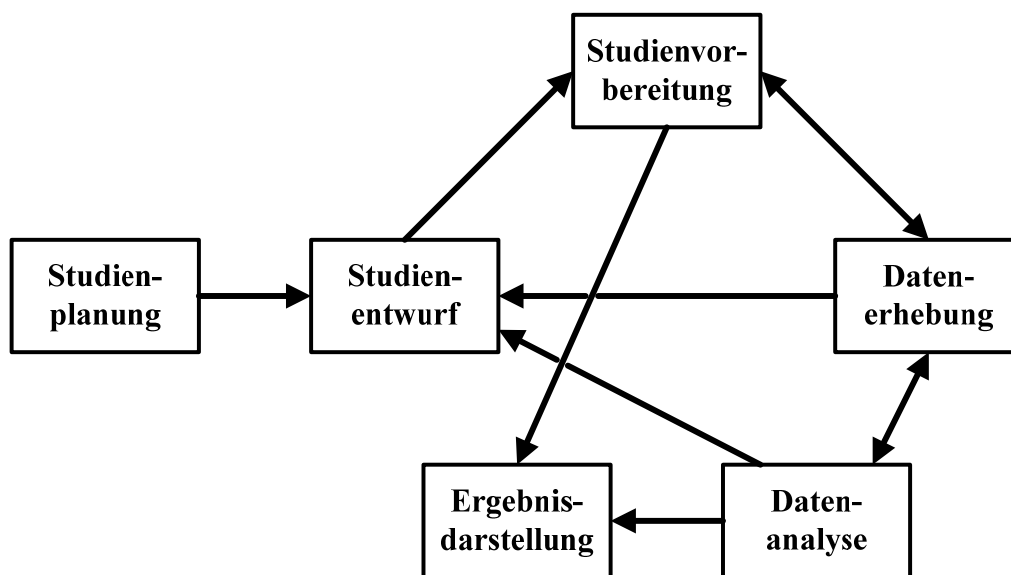 Studienvor-
bereitung
Studien-
planung
Studien-
entwurf
Daten-
erhebung
Ergebnis-
darstellung
Daten-
analyse